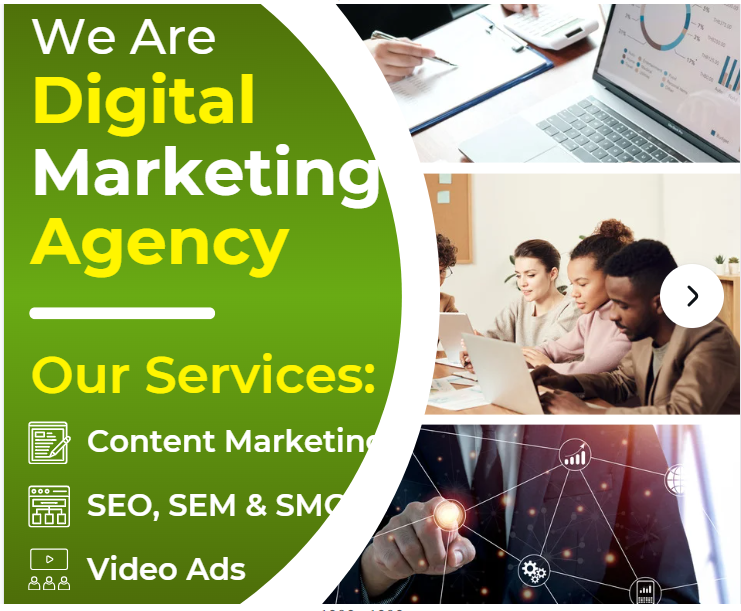 We Are
Digital
Marketing
Agency
Our Services:
Content Marketing
SEO, SEM & SMO
Video Ads